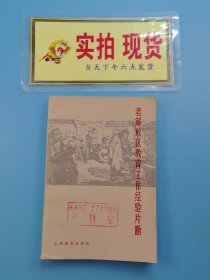 实拍 现货
当天下午六点发货
老解放区教育工作经验片断
上海教育出版社